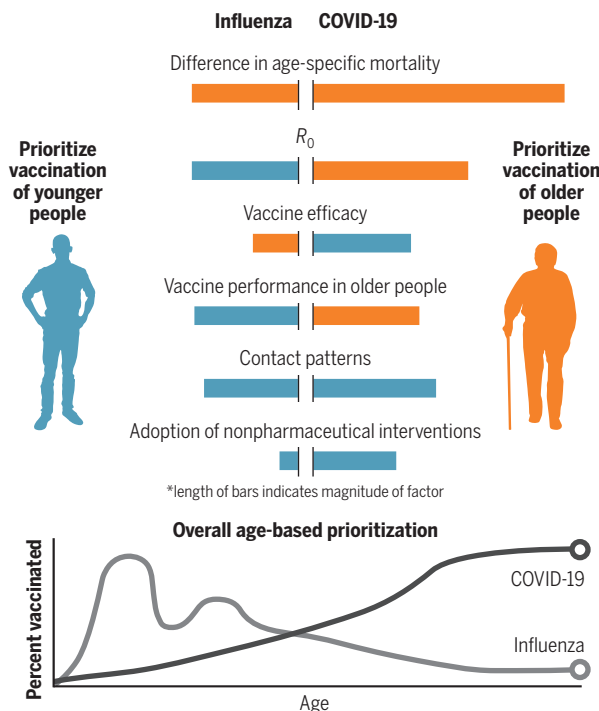 Influenza COVID-19
Difference in age-specific mortality
R0
Prioritize
vaccination
of younger
people
Prioritize
vaccination
of older
people
Vaccine efficacy
Vaccine performance in older people
Contact patterns
Adoption of nonpharmaceutical interventions
*length of bars indicates magnitude of factor
Overall age-based prioritization
Percent vaccinated
COVID-19
Influenza
Age